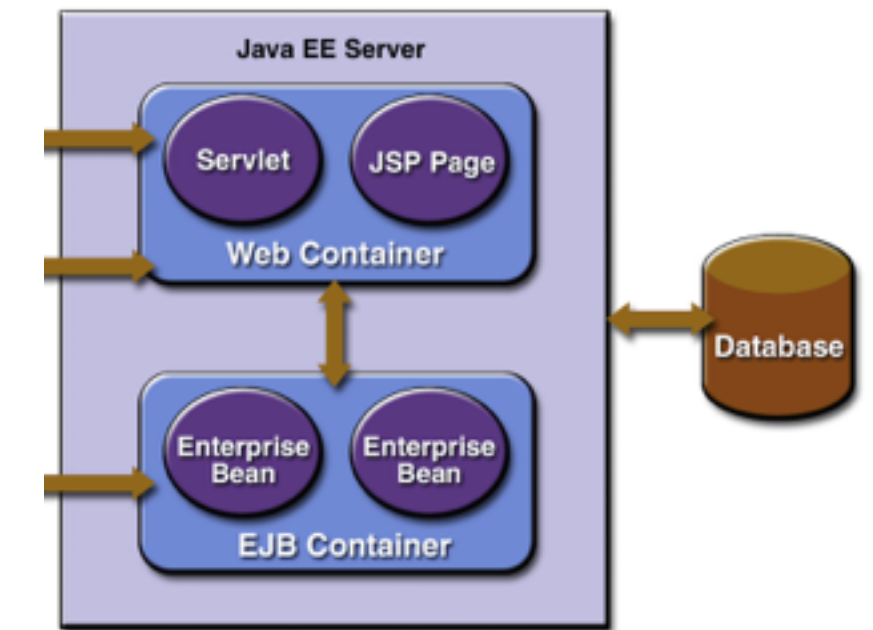 Java EE Server
Servlet
JSP Page
Web Container
Database
Enterprise
Bean
Enterprise
Bean
EJB Container